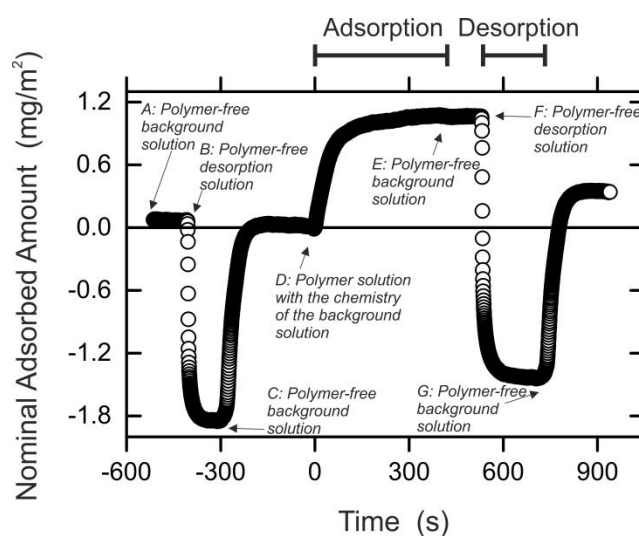 Adsorption Desorption
Nominal Adsorbed Amount (mg/m²)
1.2
0.6
0.0
-0.6
-1.2
-1.8
A: Polymer-free
background
solution
B: Polymer-free
desorption
solution
C: Polymer-free
background
solution
D: Polymer solution
with the chemistry
of the background
solution
E: Polymer-free
background
solution
F: Polymer-free
desorption
solution
G: Polymer-free
background
solution
-600 -300 0 300 600 900
Time (s)